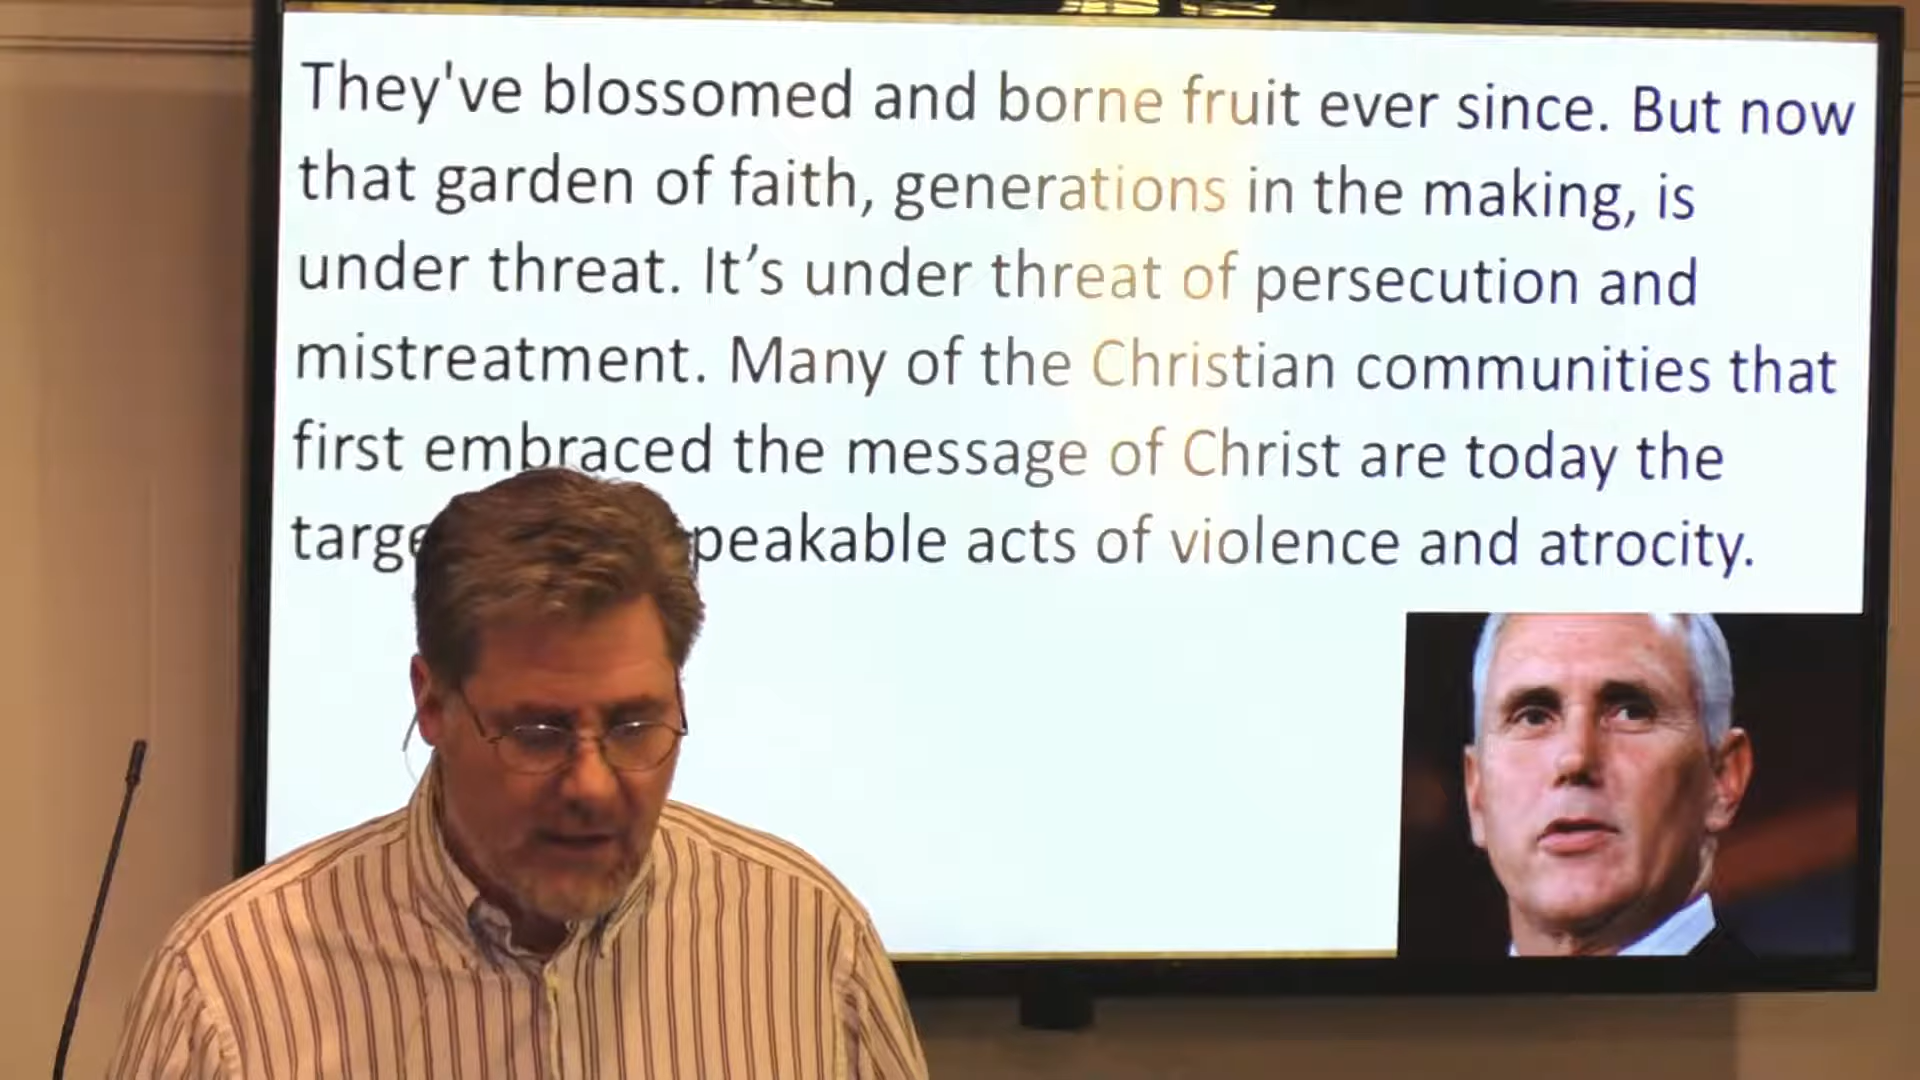 They've blossomed and borne fruit ever since. But now
that garden of faith, generations in the making, is
under threat. It’s under threat of persecution and
mistreatment. Many of the Christian communities that
first embraced the message of Christ are today the
acts of violence and atrocity.